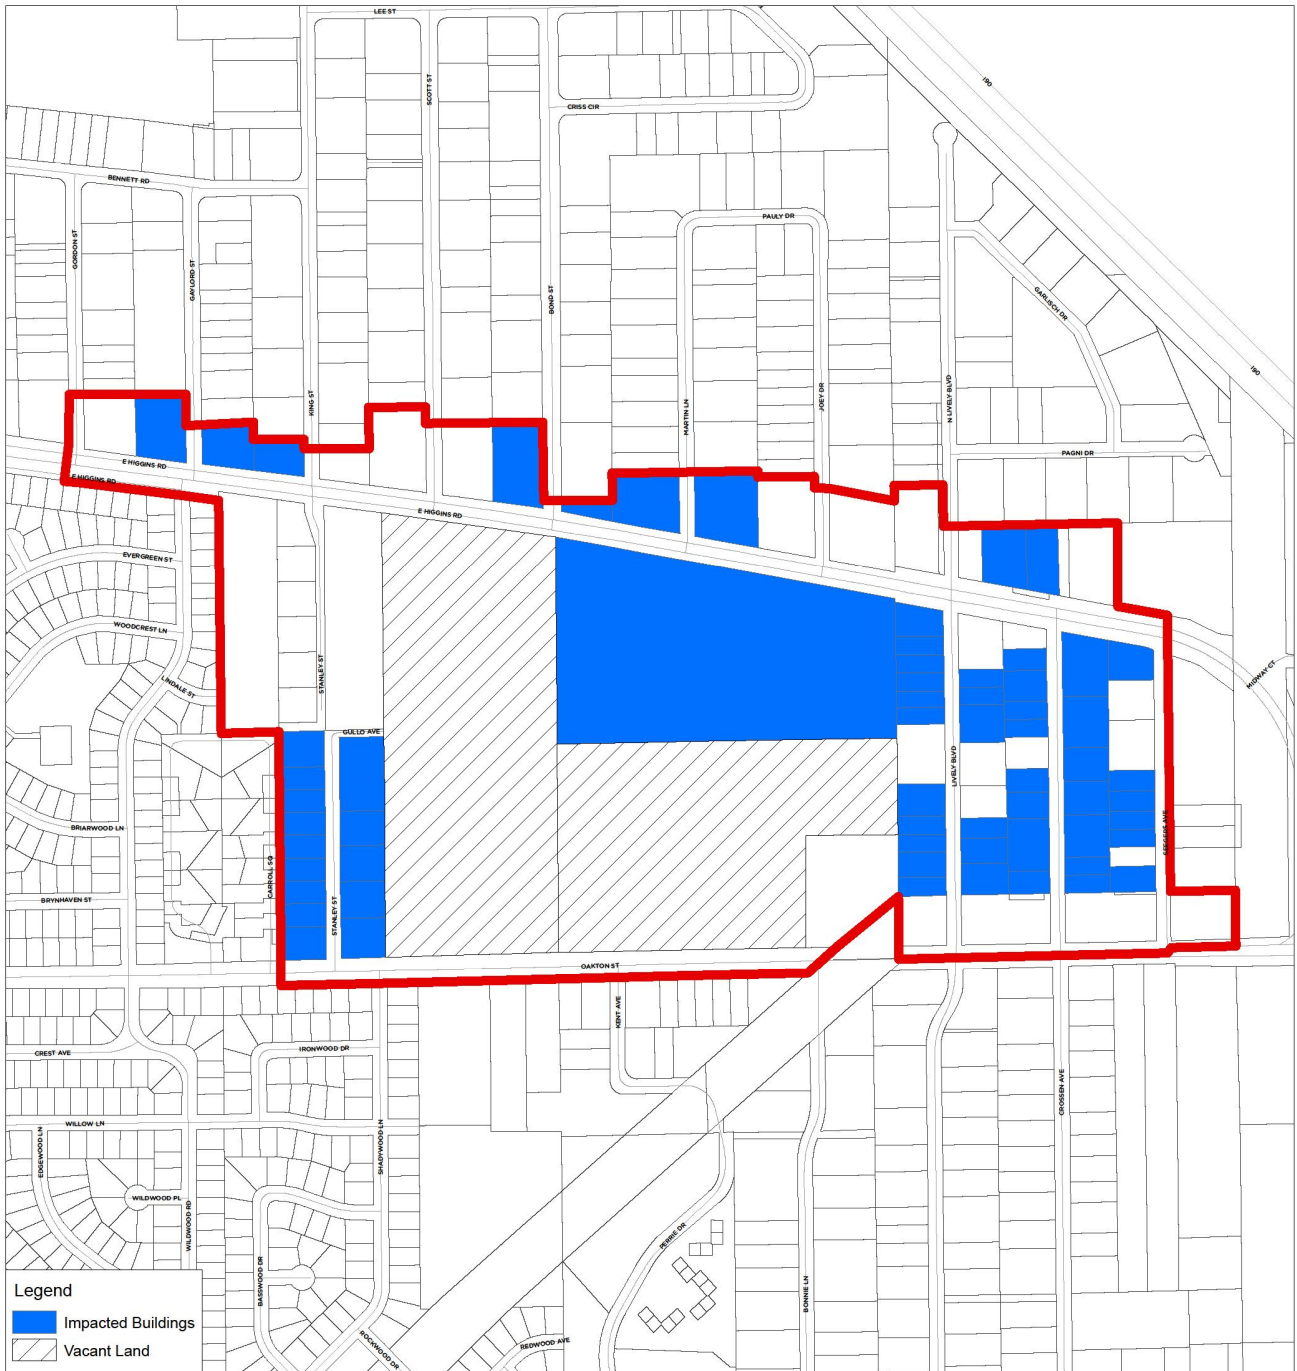 LEE ST
I90
SCOTT ST
CRISS CIR
BENNETT RD
PAULY DR
GORDON ST
GAYLORD ST
BOND ST
GARLISCH DR
I90
KING ST
MARTIN LN
JOEY DR
N LIVELY BLVD
PAGNI DR
E HIGGINS RD
E HIGGINS RD
E HIGGINS RD
EVERGREEN ST
WOODCREST LN
LINDALE ST
STANLEY ST
MIDWAY CT
GULLO AVE
LIVELY BLVD
BRIARWOOD LN
SEEGERS AVE
CARROLL SQ
BRYNHAVEN ST
STANLEY ST
OAKTON ST
KENT AVE
IRONWOOD DR
CREST AVE
CROSSEN AVE
WILLOW LN
EDGEWOOD LN
SHADYWOOD LN
WILDWOOD PL
WILDWOOD RD
PERRIE DR
BASSWOOD DR
BONNIE LN
REDWOOD AVE
ROCKWOOD DR
Legend
Impacted Buildings
Vacant Land